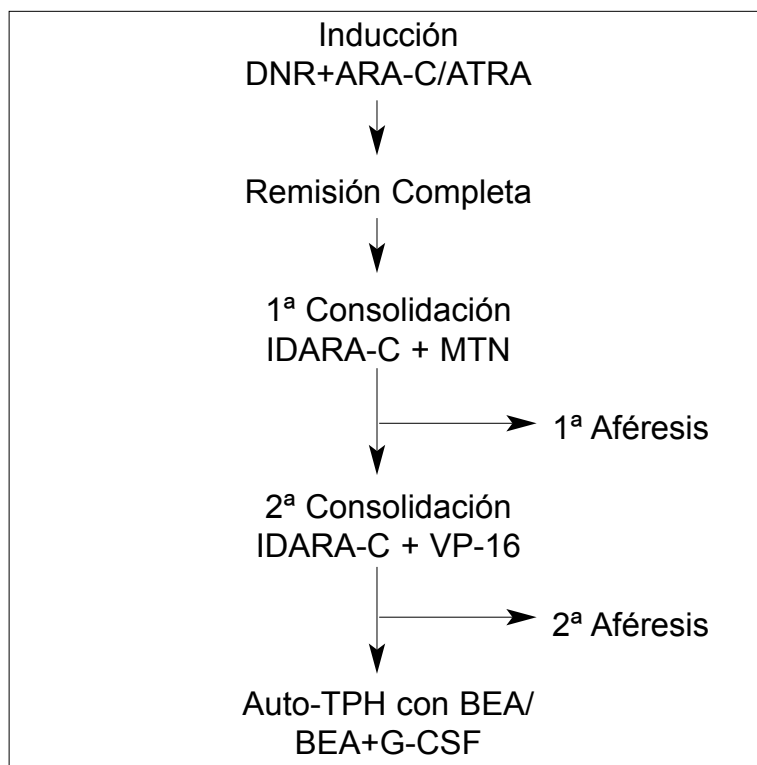 Inducción
DNR+ARA-C/ATRA
Remisión Completa
1ª Consolidación
IDARA-C + MTN
1ª Aféresis
2ª Consolidación
IDARA-C + VP-16
2ª Aféresis
Auto-TPH con BEA/
BEA+G-CSF